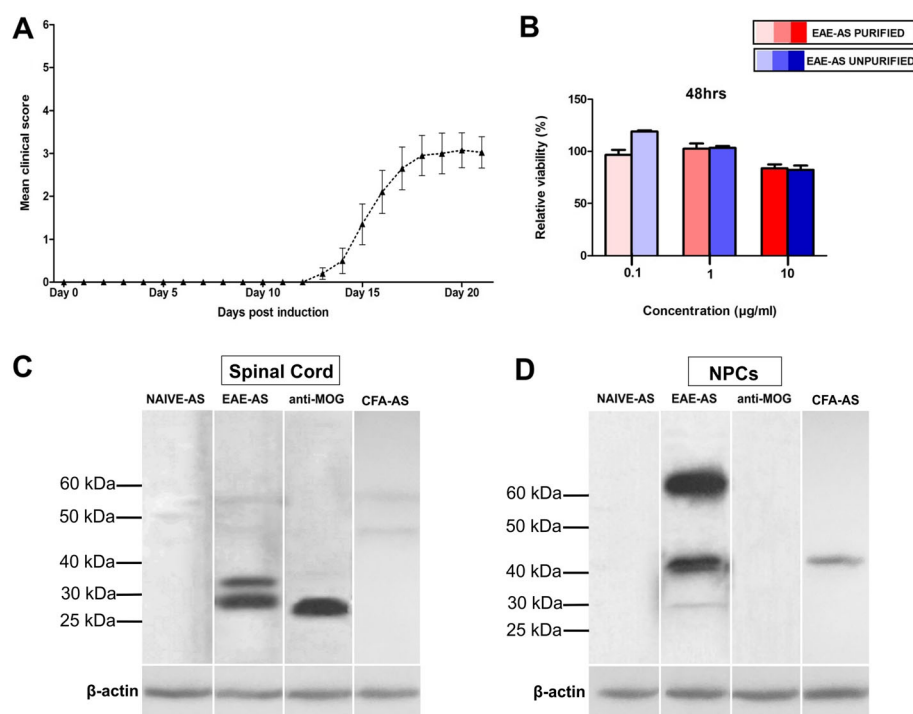 A
Mean clinical score
6
5
4
3
2
1
0
Day 0 Day 5 Day 10 Day 15 Day 20
Days post induction
B
EAE-AS PURIFIED
EAE-AS UNPURIFIED
48hrs
Relative viability (%)
150
100
50
0
0.1 1 10
Concentration (µg/ml)
C
Spinal Cord
NAIVE-AS EAE-AS anti-MOG CFA-AS
60 kDa
50 kDa
40 kDa
30 kDa
25 kDa
β-actin
D
NPCs
NAIVE-AS EAE-AS anti-MOG CFA-AS
60 kDa
50 kDa
40 kDa
30 kDa
25 kDa
β-actin